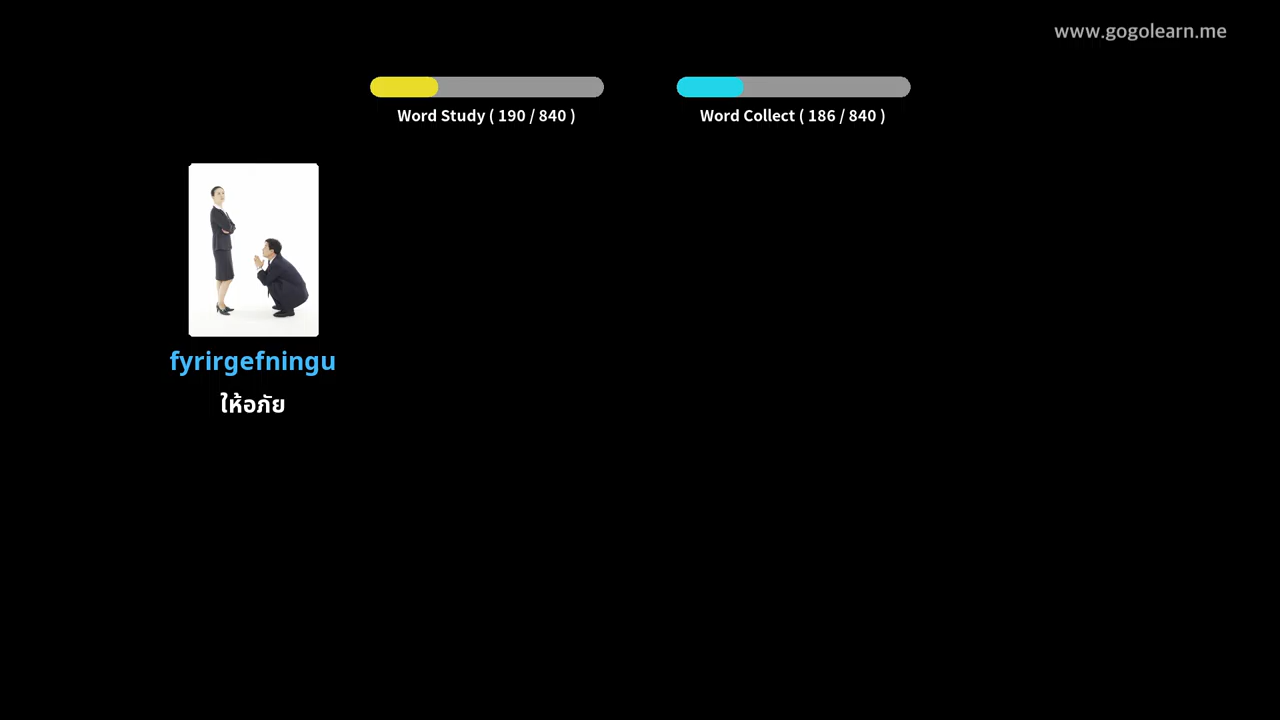 www.gogolearn.me
Word Study ( 190 / 840 )
Word Collect ( 186 / 840 )
fyrirgefningu
ให้อภัย